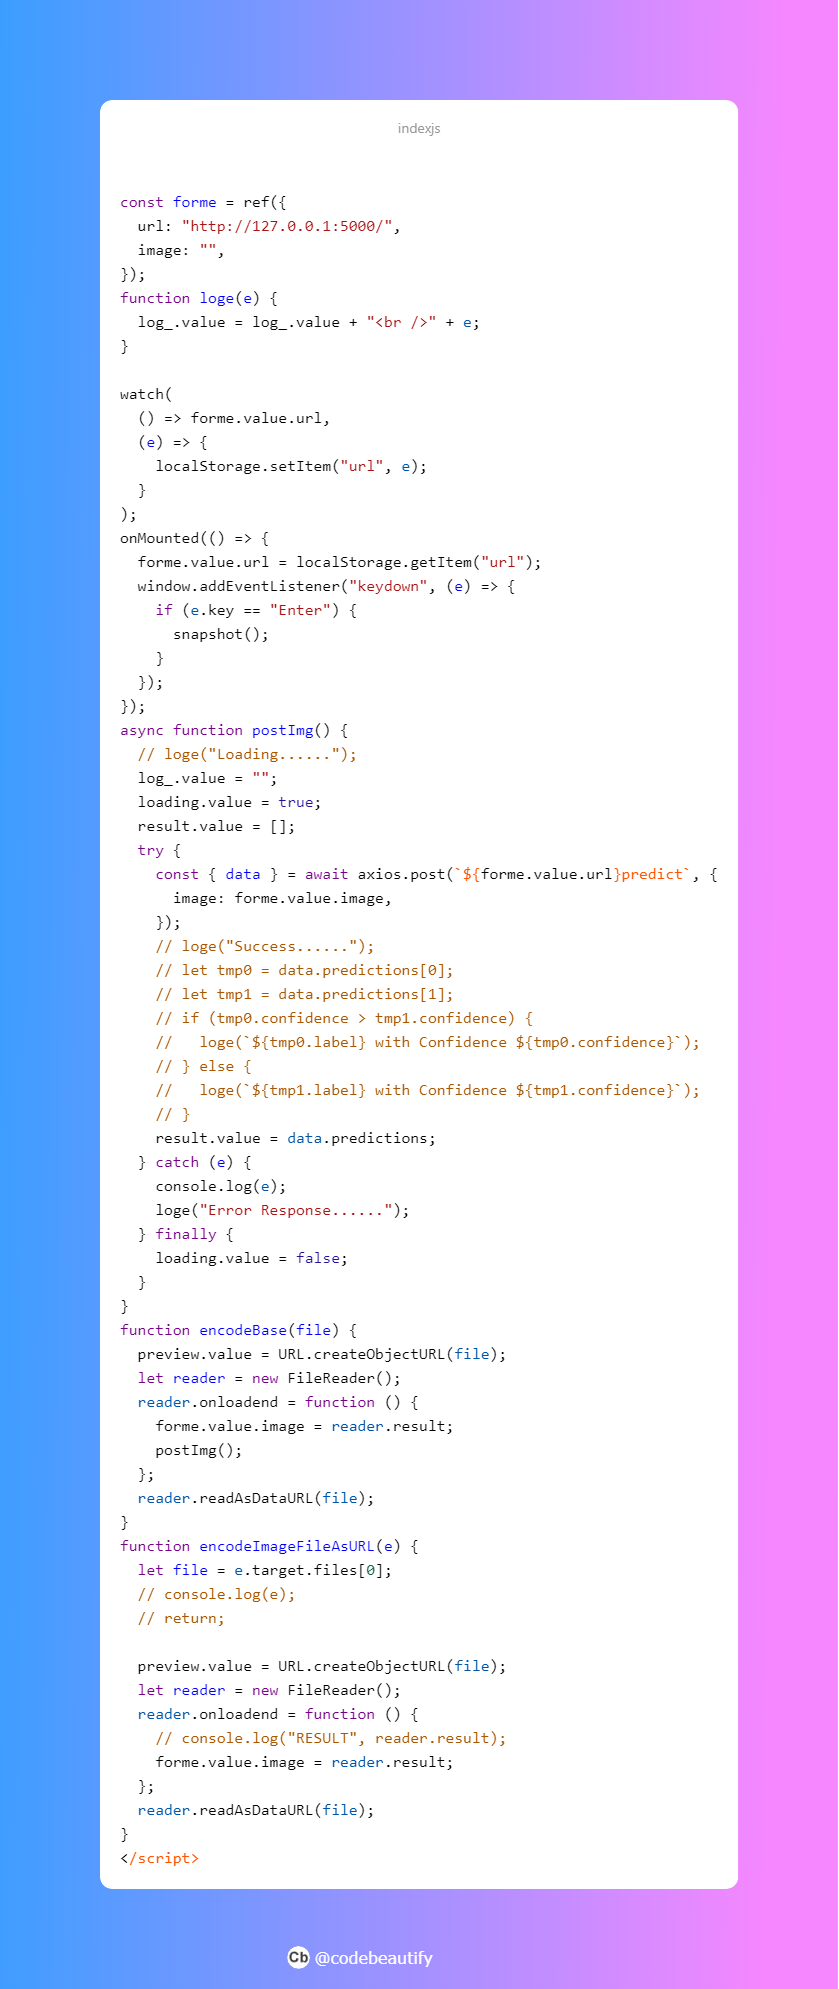 indexjs
const forme = ref({
  url: "http://127.0.0.1:5000/",
  image: "",
});
function loge(e) {
  log_.value = log_.value + "<br />" + e;
}

watch(
  () => forme.value.url,
  (e) => {
    localStorage.setItem("url", e);
  }
);
onMounted(() => {
  forme.value.url = localStorage.getItem("url");
  window.addEventListener("keydown", (e) => {
    if (e.key == "Enter") {
      snapshot();
    }
  });
});
async function postImg() {
  // loge("Loading......");
  log_.value = "";
  loading.value = true;
  result.value = [];
  try {
    const { data } = await axios.post(`${forme.value.url}predict`, {
      image: forme.value.image,
    });
    // loge("Success......");
    // let tmp0 = data.predictions[0];
    // let tmp1 = data.predictions[1];
    // if (tmp0.confidence > tmp1.confidence) {
    //   loge(`${tmp0.label} with Confidence ${tmp0.confidence}`);
    // } else {
    //   loge(`${tmp1.label} with Confidence ${tmp1.confidence}`);
    // }
    result.value = data.predictions;
  } catch (e) {
    console.log(e);
    loge("Error Response......");
  } finally {
    loading.value = false;
  }
}
function encodeBase(file) {
  preview.value = URL.createObjectURL(file);
  let reader = new FileReader();
  reader.onloadend = function () {
    forme.value.image = reader.result;
    postImg();
  };
  reader.readAsDataURL(file);
}
function encodeImageFileAsURL(e) {
  let file = e.target.files[0];
  // console.log(e);
  // return;

  preview.value = URL.createObjectURL(file);
  let reader = new FileReader();
  reader.onloadend = function () {
    // console.log("RESULT", reader.result);
    forme.value.image = reader.result;
  };
  reader.readAsDataURL(file);
}
</script>
Cb @codebeautify